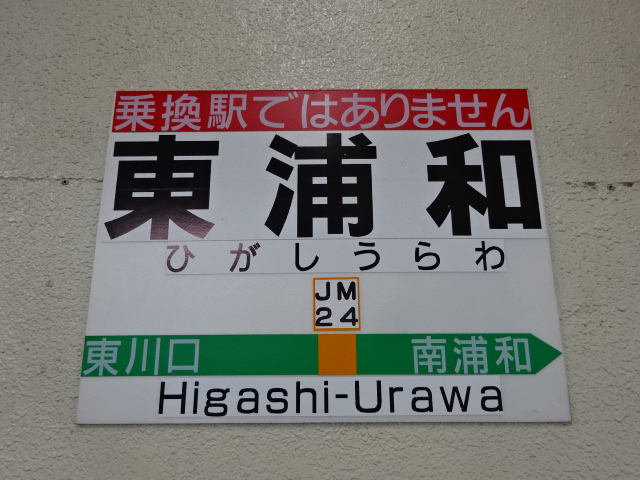 乗換駅ではありません
東浦和
ひがしうらわ
JM
24
東川口 南浦和
Higashi-Urawa